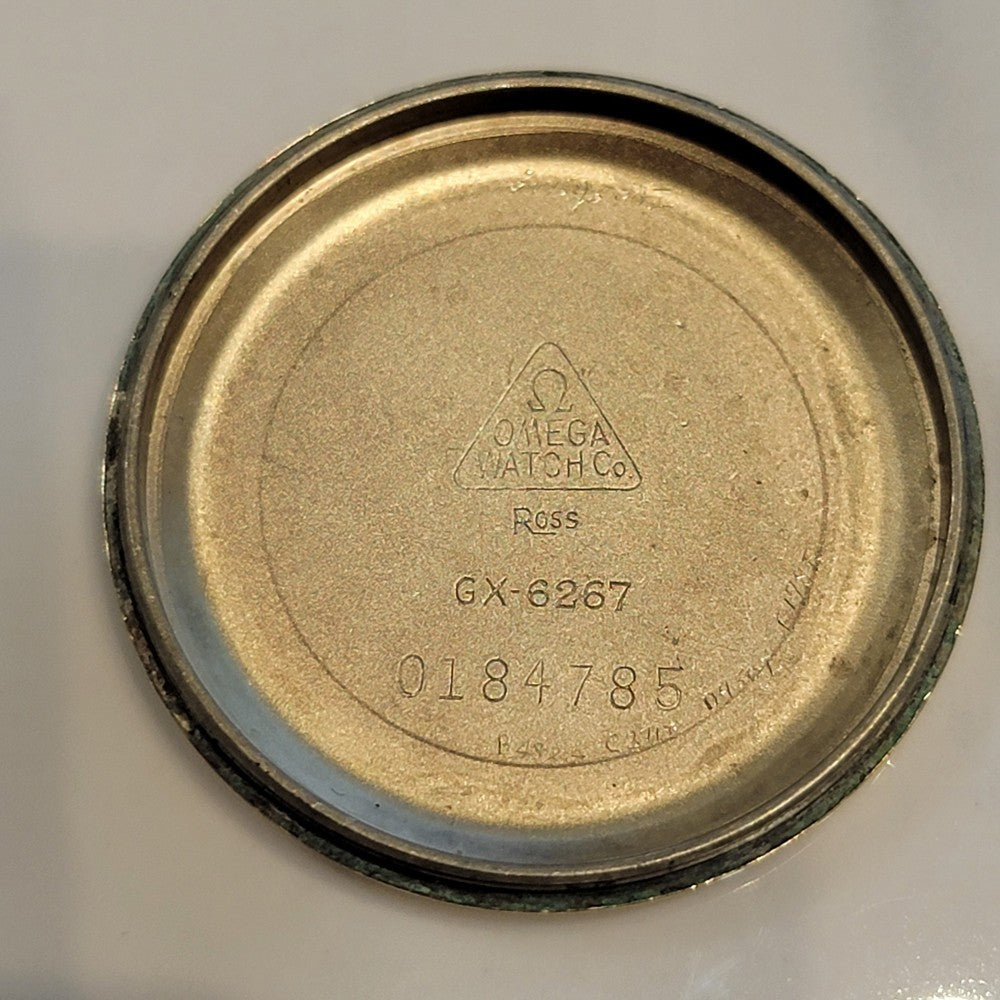 Ω
OMEGA
WATCH Co.
ROSS
GX-6267
0184785